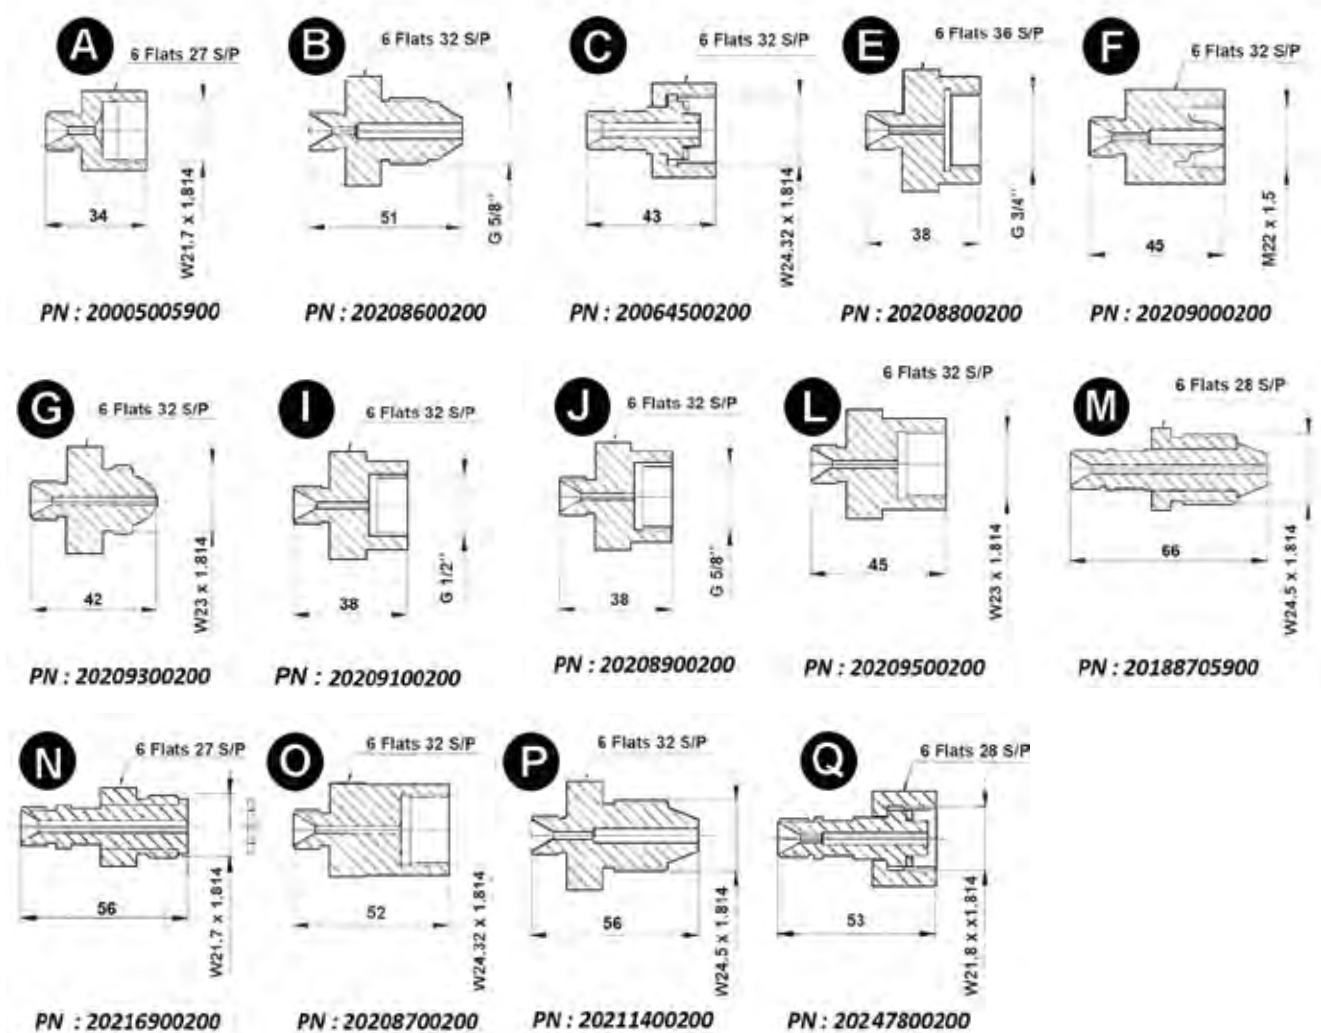 A
6 Flats 27 S/P
34
W21.7 x 1.814
PN : 20005005900
B
6 Flats 32 S/P
51
G 5/8"
PN : 20208600200
C
6 Flats 32 S/P
43
W24.32 x 1.814
PN : 20064500200
E
6 Flats 36 S/P
38
G 3/4"
PN : 20208800200
F
6 Flats 32 S/P
45
M22 x 1.5
PN : 20209000200
G
6 Flats 32 S/P
42
W23 x 1.814
PN : 20209300200
I
6 Flats 32 S/P
38
G 1/2"
PN : 20209100200
J
6 Flats 32 S/P
38
G 5/8"
PN : 20208900200
L
6 Flats 32 S/P
45
W23 x 1.814
PN : 20209500200
M
6 Flats 28 S/P
66
W24.5 x 1.814
PN : 20188705900
N
6 Flats 27 S/P
56
W21.7 x 1.814
PN : 20216900200
O
6 Flats 32 S/P
52
W24.32 x 1.814
PN : 20208700200
P
6 Flats 32 S/P
56
W24.5 x 1.814
PN : 20211400200
Q
6 Flats 28 S/P
53
W21.8 x x1.814
PN : 20247800200